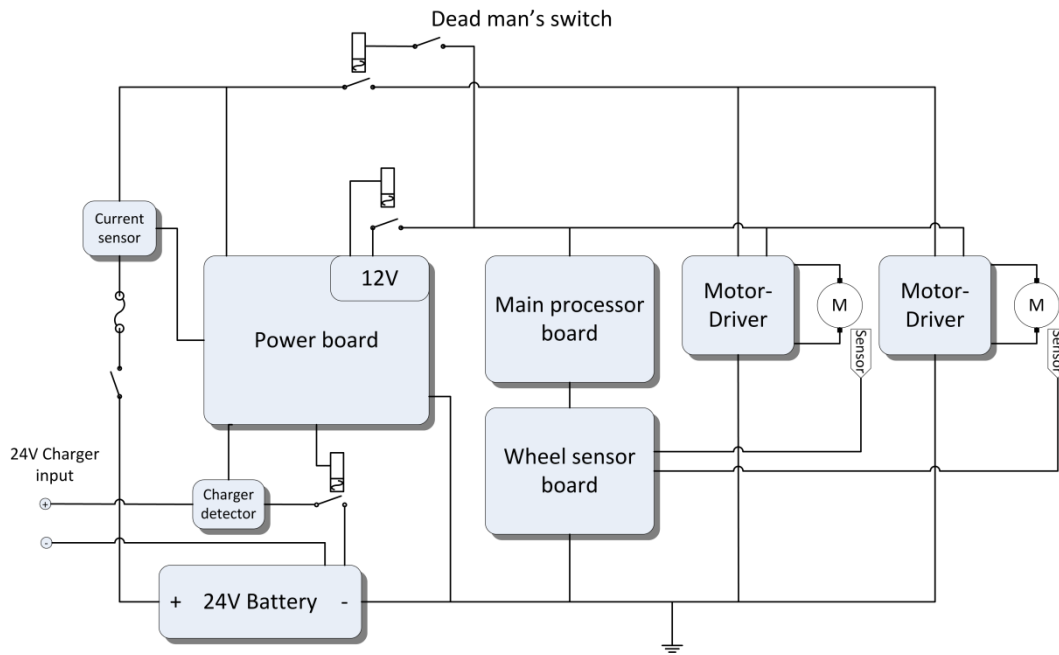 Dead man's switch
Current
sensor
12V
Power board
Main processor
board
Motor-
Driver
M
Sensor
Motor-
Driver
M
Sensor
Wheel sensor
board
24V Charger
input
+
-
Charger
detector
+ 24V Battery -